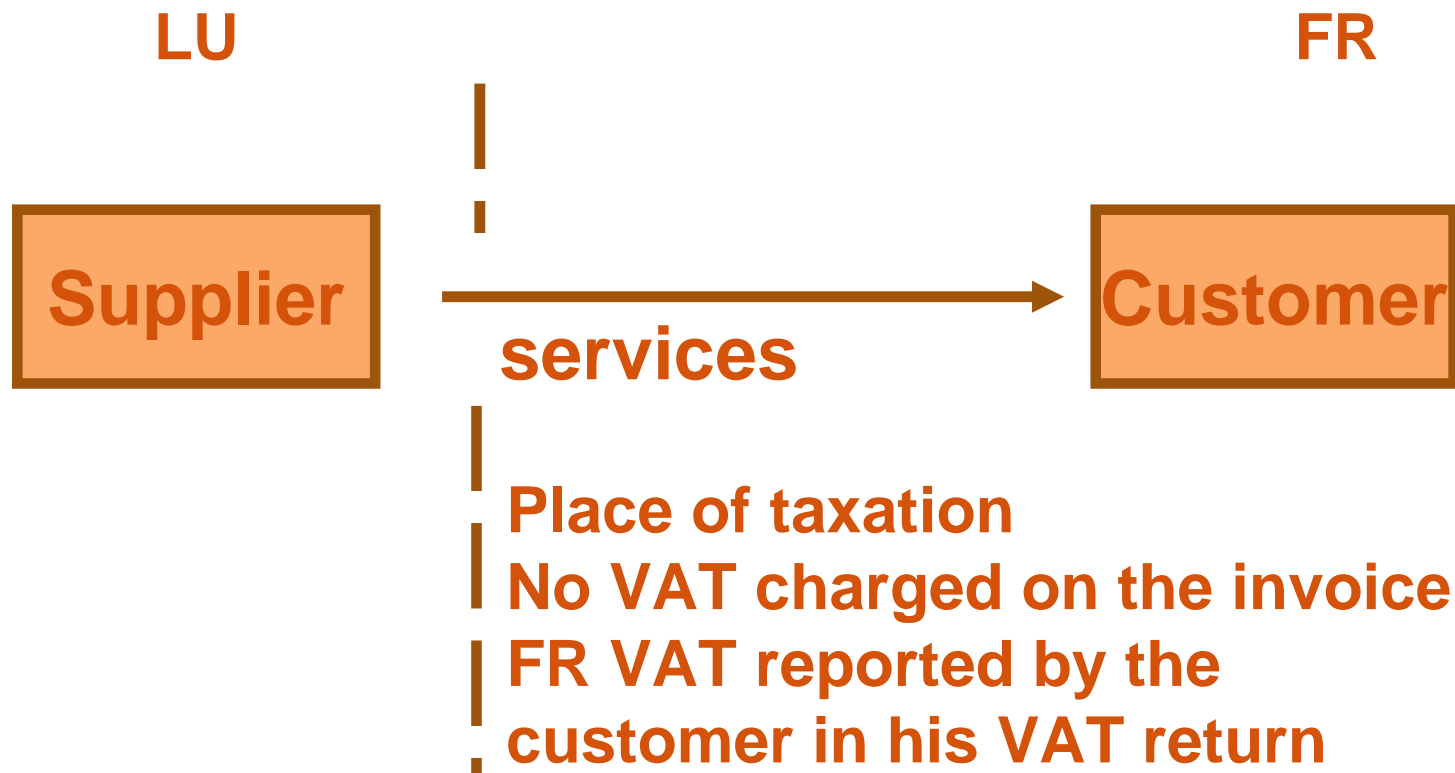 LU
FR
Supplier
Customer
services
Place of taxation
No VAT charged on the invoice
FR VAT reported by the
customer in his VAT return